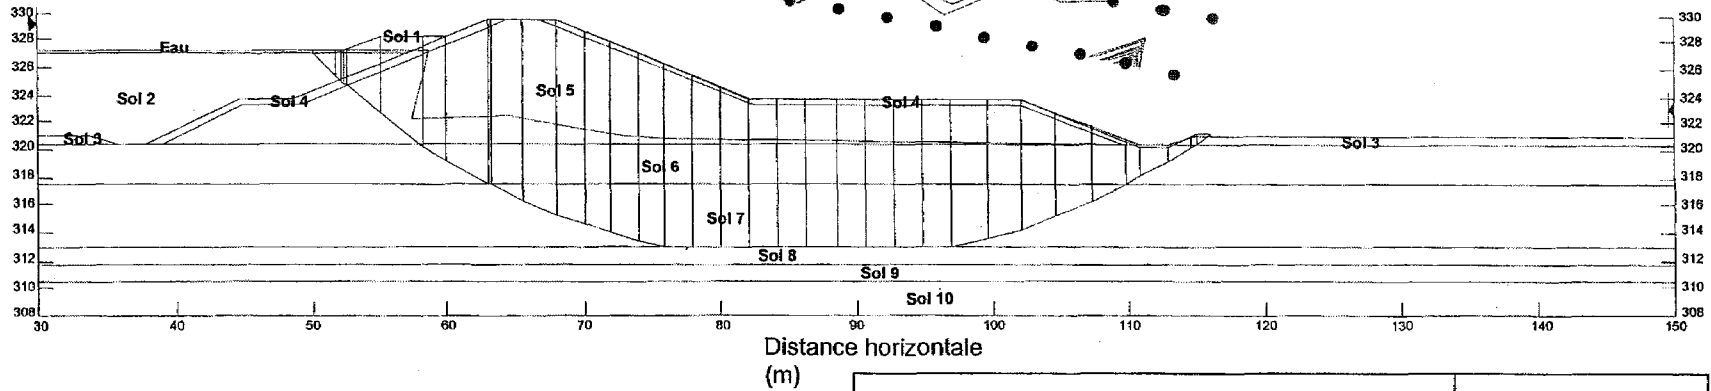 330 330
328 Eau Sol 1 328
326 Sol 2 Sol 5 326
324 Sol 4 Sol 4 324
322 322
320 Sol 3 Sol 3 320
318 Sol 6 318
316 Sol 7 316
314 314
312 Sol 8 312
310 Sol 9 310
308 Sol 10 308
30 40 50 60 70 80 90 100 110 120 130 140 150
Distance horizontale
(m)